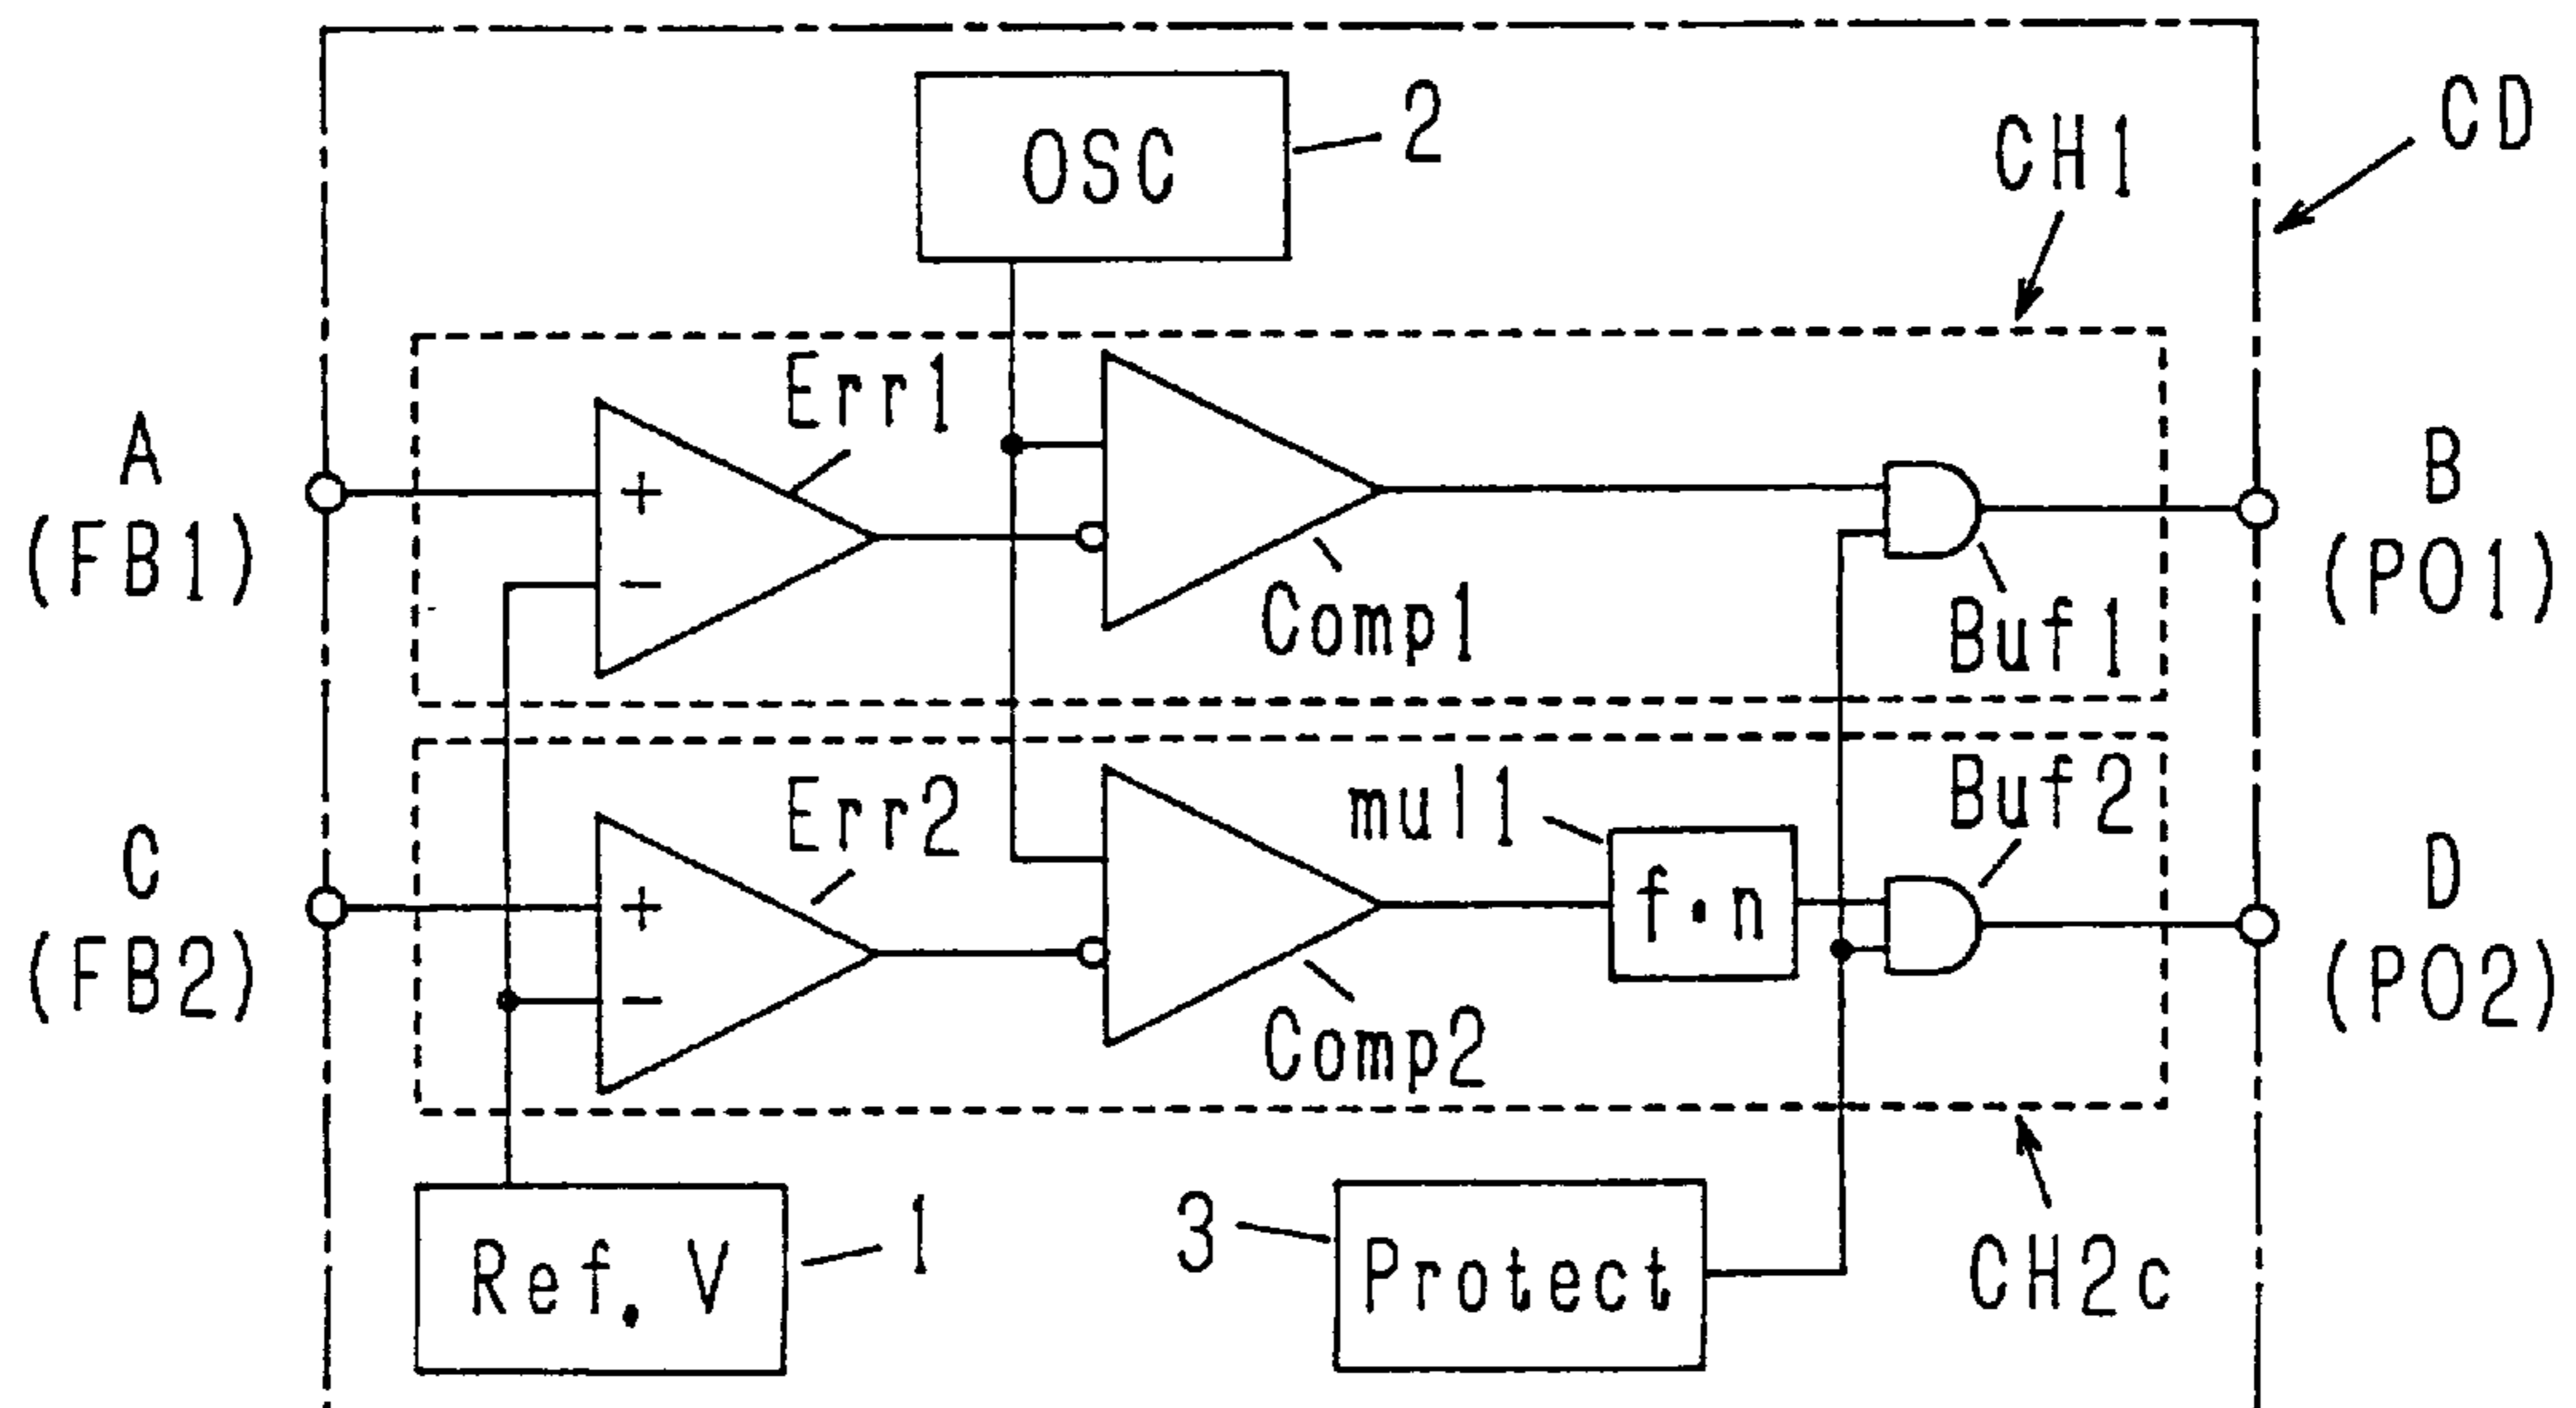 OSC
2
CD
CH1
A
(FB1)
Err1
+
-
Comp1
Buf1
B
(PO1)
C
(FB2)
Err2
+
-
Comp2
mul1
f·n
Buf2
D
(PO2)
Ref. V
1
3
Protect
CH2c